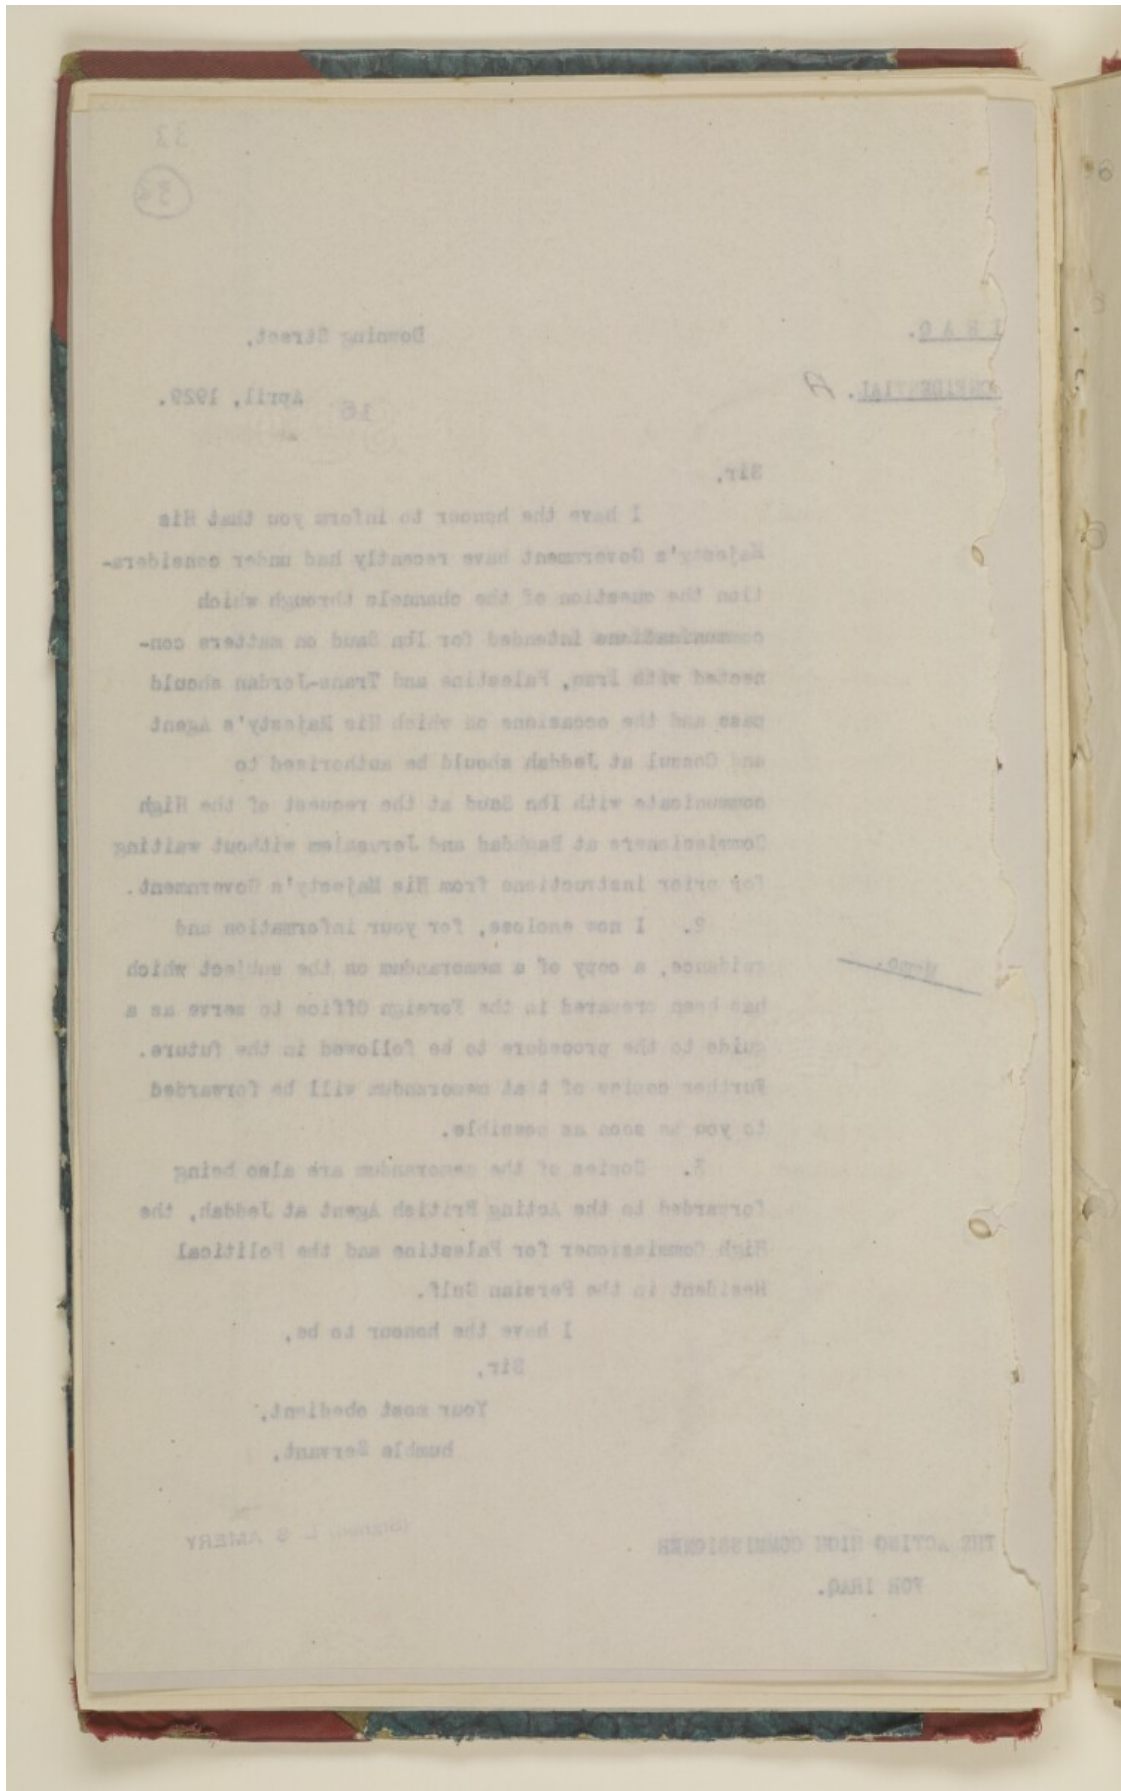 33
38
I R A Q.
Downing Street,
CONFIDENTIAL. A
16 April, 1929.
Sir,
I have the honour to inform you that His
Majesty's Government have recently had under considera-
tion the question of the channels through which
communications intended for Ibn Saud on matters con-
nected with Iraq, Palestine and Trans-Jordan should
pass and the occasions on which His Majesty's Agent
and Consul at Jeddah should be authorised to
communicate with Ibn Saud at the request of the High
Commissioners at Baghdad and Jerusalem without waiting
for prior instructions from His Majesty's Government.
2. I now enclose, for your information and
guidance, a copy of a memorandum on the subject which
Memo.
has been prepared in the Foreign Office to serve as a
guide to the procedure to be followed in the future.
Further copies of t at memorandum will be forwarded
to you as soon as possible.
3. Copies of the memorandum are also being
forwarded to the Acting British Agent at Jeddah, the
High Commissioner for Palestine and the Political
Resident in the Persian Gulf.
I have the honour to be,
Sir,
Your most obedient,
humble Servant,
(Signed) L S AMERY
THE ACTING HIGH COMMISSIONER
FOR IRAQ.